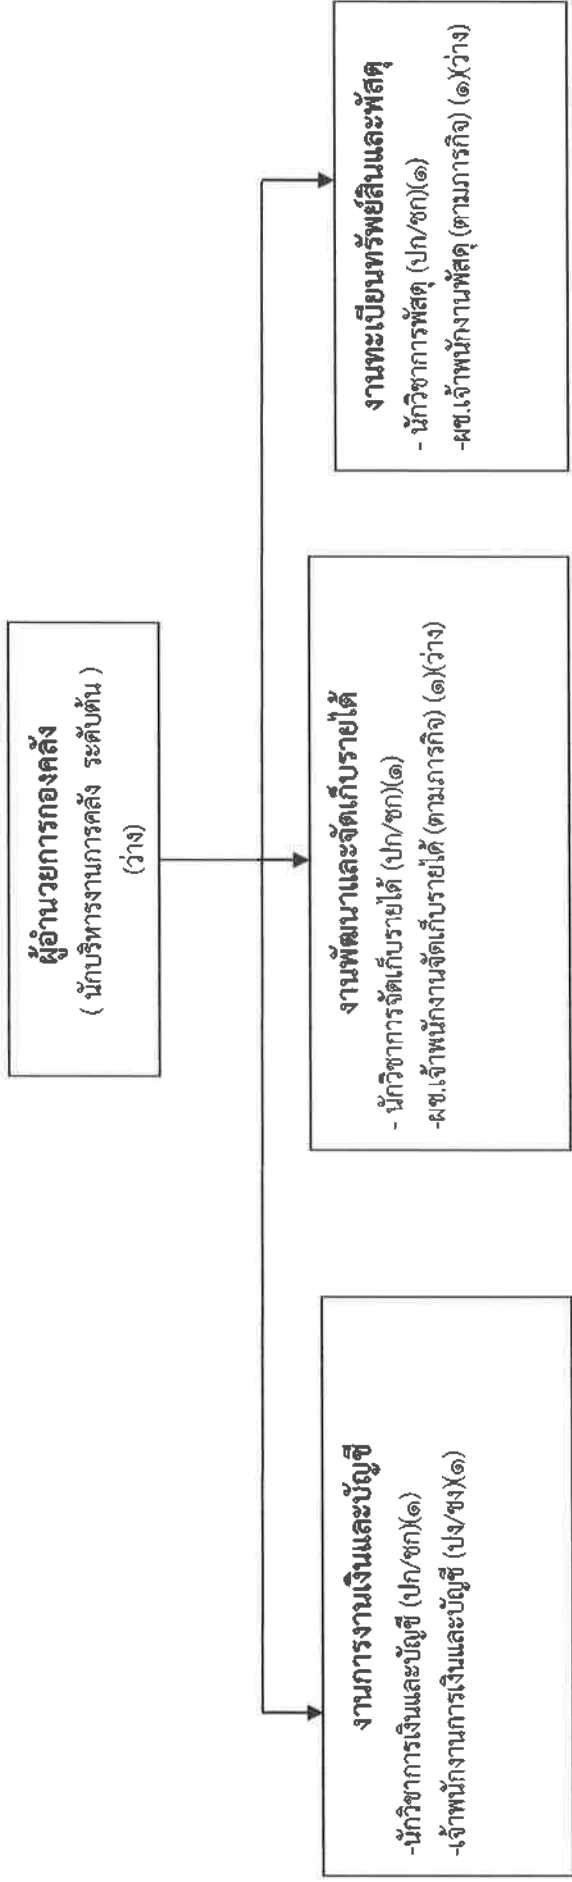 ผู้อำนวยการกองคลัง
( นักบริหารงานการคลัง ระดับต้น )
(ว่าง)
งานการงานเงินและบัญชี
-นักวิชาการเงินและบัญชี (ปก/ชก)(๑)
-เจ้าพนักงานการเงินและบัญชี (ปง/ชง)(๑)
งานพัฒนาและจัดเก็บรายได้
- นักวิชาการจัดเก็บรายได้ (ปก/ชก)(๑)
-ผช.เจ้าพนักงานจัดเก็บรายได้ (ตามภารกิจ) (๑)(ว่าง)
งานทะเบียนทรัพย์สินและพัสดุ
- นักวิชาการพัสดุ (ปก/ชก)(๑)
-ผช.เจ้าพนักงานพัสดุ (ตามภารกิจ) (๑)(ว่าง)